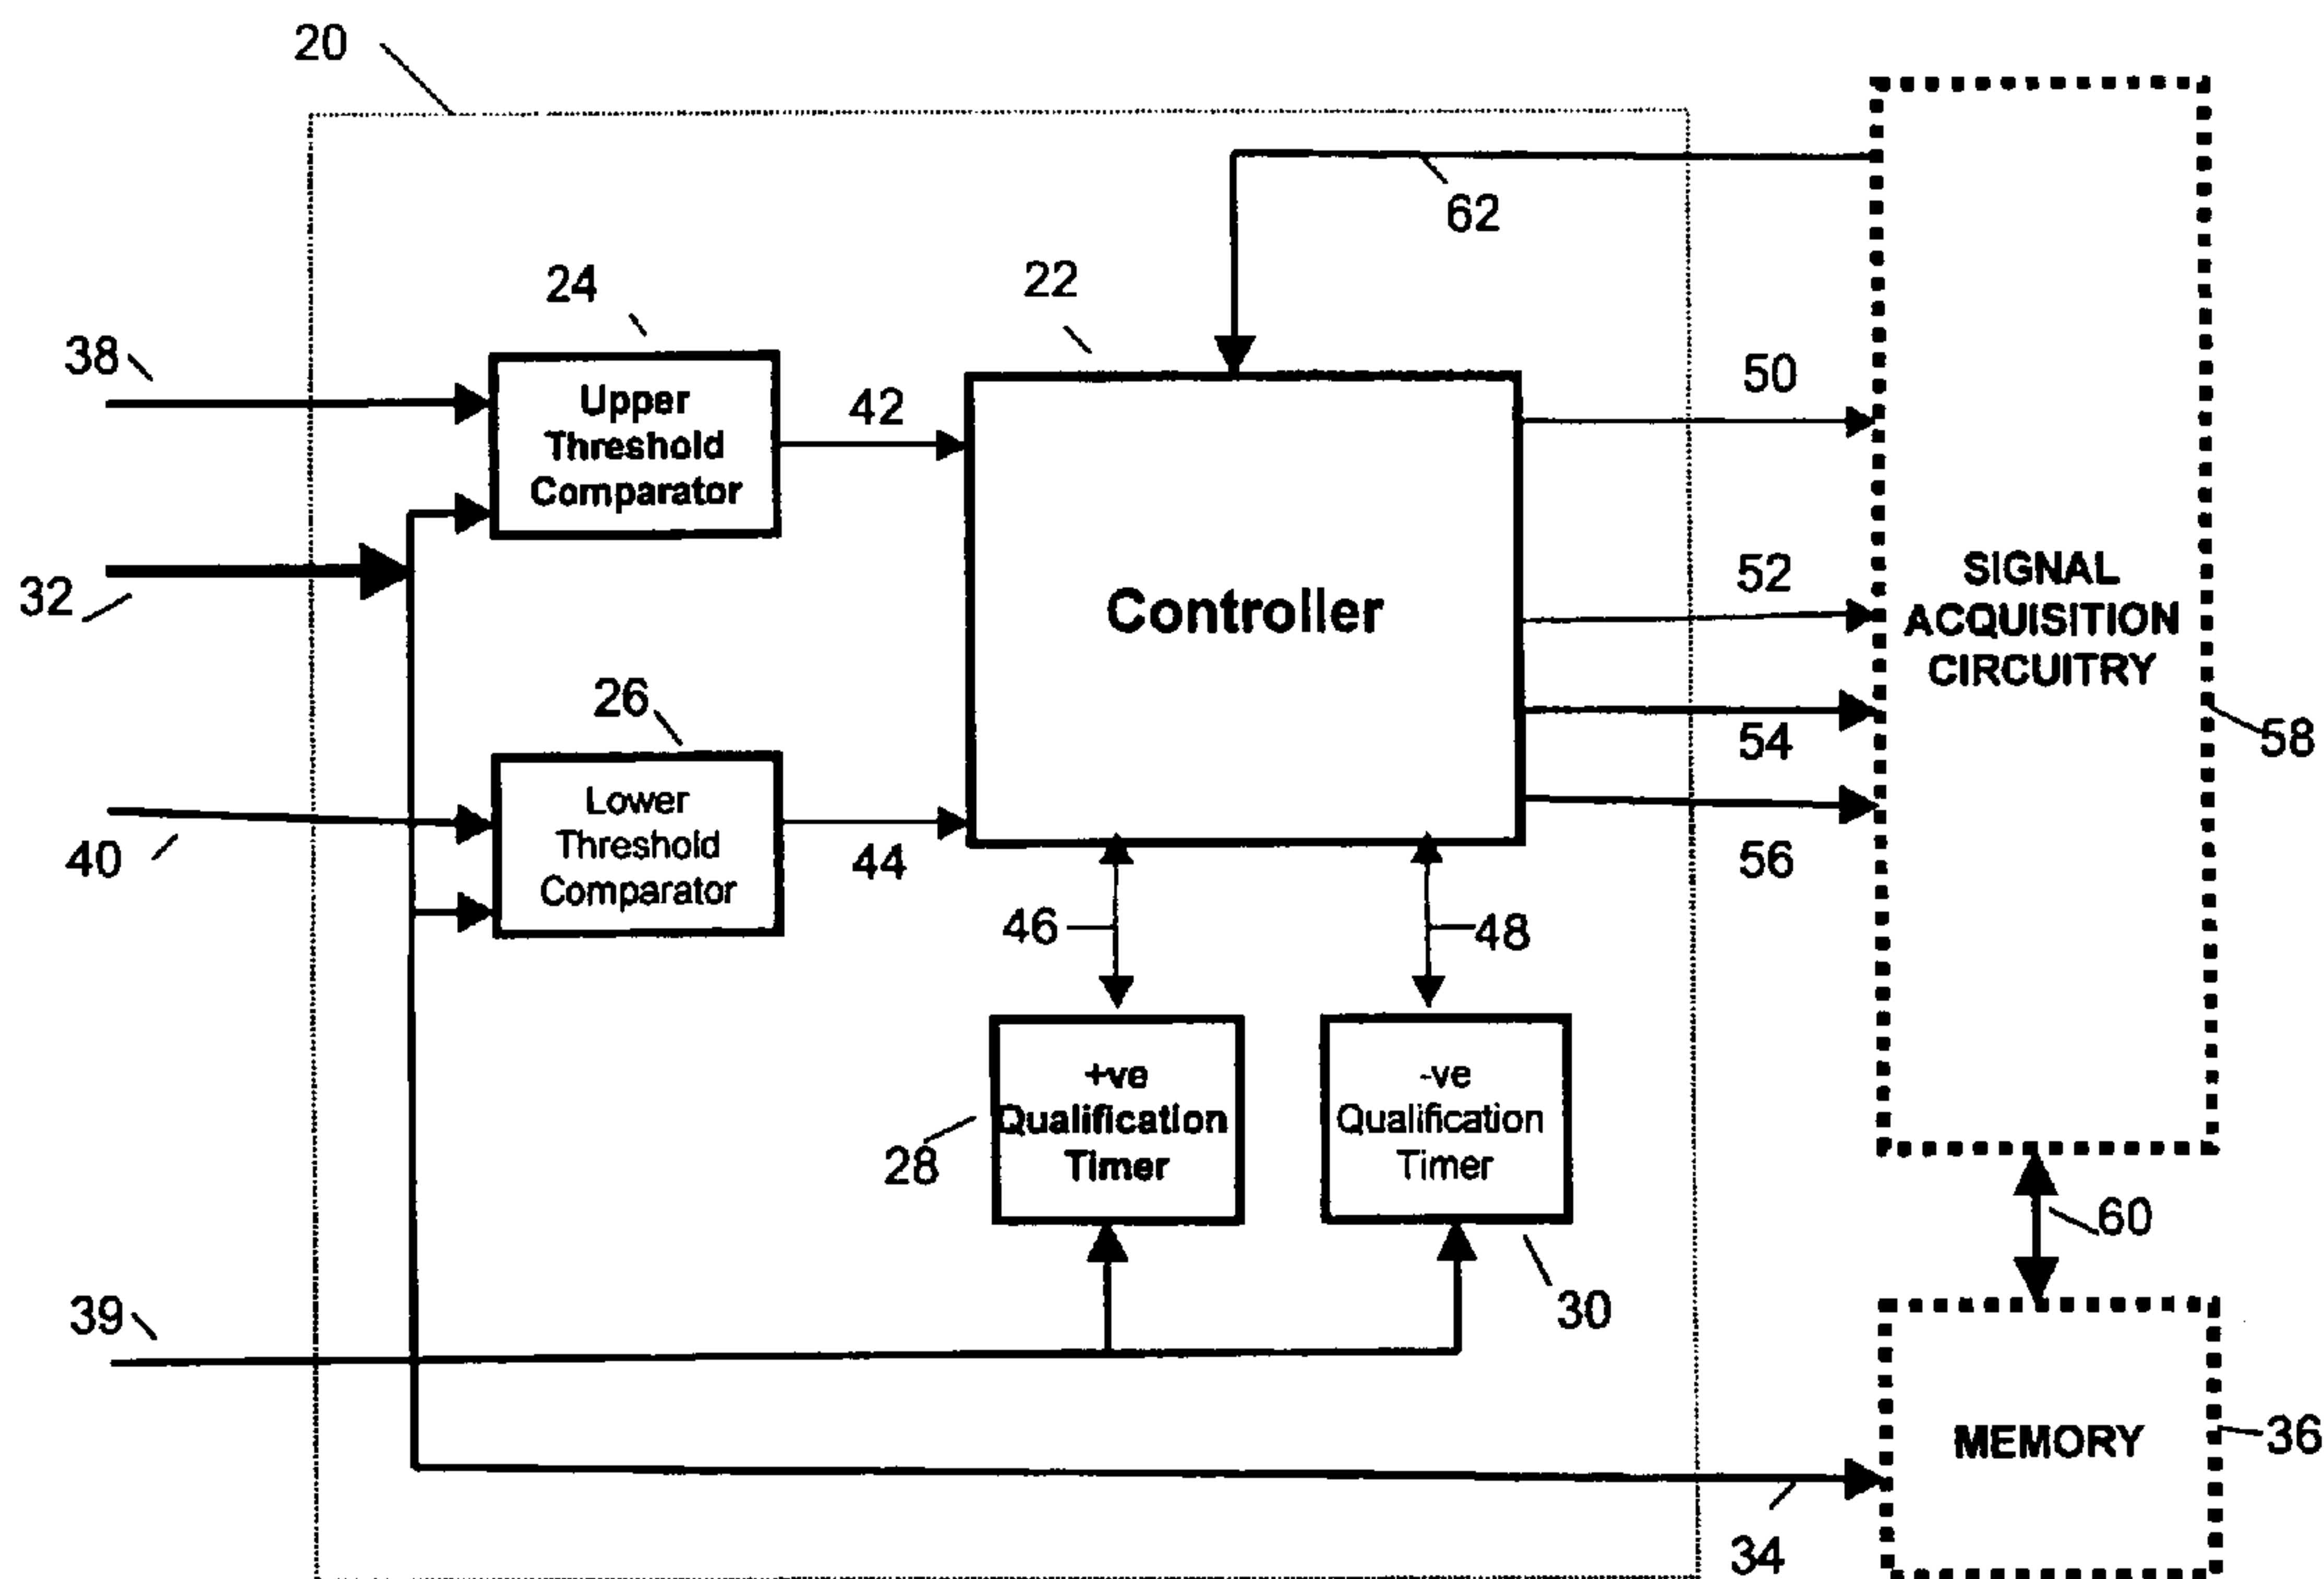 20
62
24
22
38
50
Upper
Threshold
Comparator
42
32
Controller
52
SIGNAL
ACQUISITION
CIRCUITRY
26
54
58
Lower
Threshold
Comparator
40
44
56
46
48
+ve
Qualification
Timer
-ve
Qualification
Timer
28
60
39
30
MEMORY
36
34